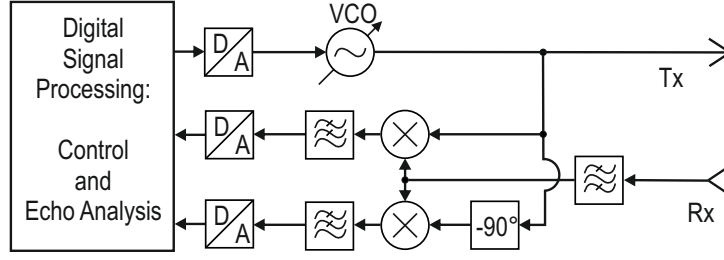 Digital
Signal
Processing:
Control
and
Echo Analysis
D
A
VCO
Tx
D
A
D
A
-90°
Rx